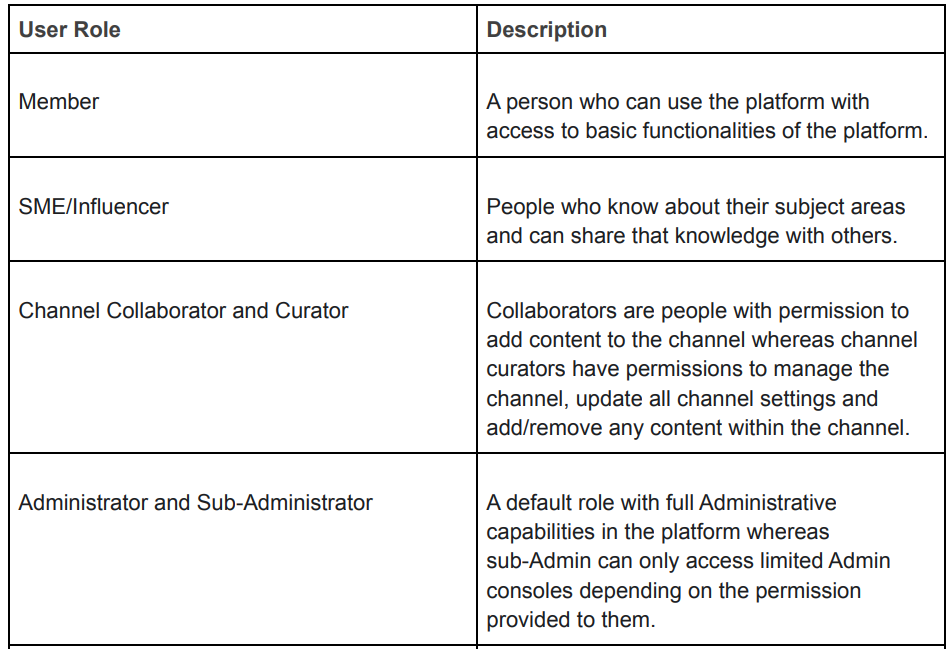 User Role
Description
Member
A person who can use the platform with
access to basic functionalities of the platform.
SME/Influencer
People who know about their subject areas
and can share that knowledge with others.
Channel Collaborator and Curator
Collaborators are people with permission to
add content to the channel whereas channel
curators have permissions to manage the
channel, update all channel settings and
add/remove any content within the channel.
Administrator and Sub-Administrator
A default role with full Administrative
capabilities in the platform whereas
sub-Admin can only access limited Admin
consoles depending on the permission
provided to them.